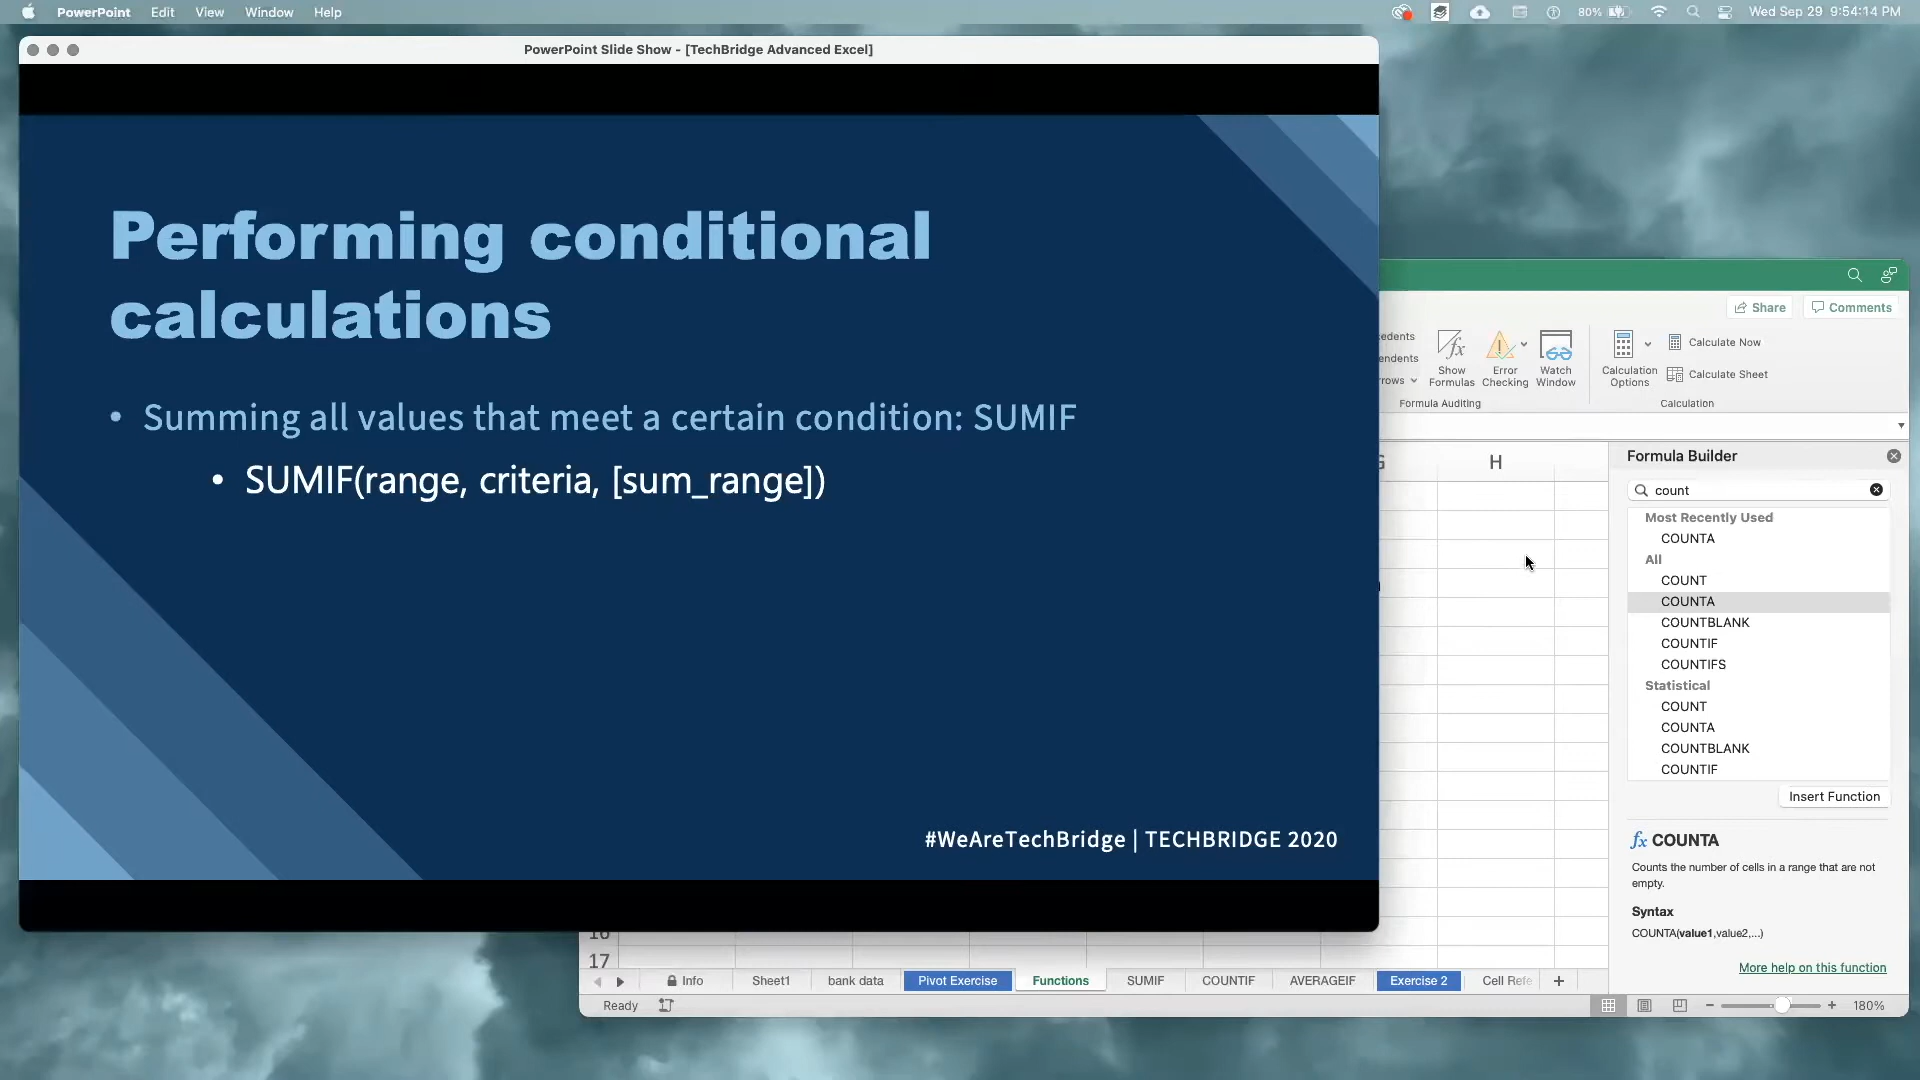 PowerPoint Edit View Window Help 80% Wed Sep 29 9:54:14 PM
PowerPoint Slide Show - [TechBridge Advanced Excel]
Performing conditional
calculations
• Summing all values that meet a certain condition: SUMIF
• SUMIF(range, criteria, [sum_range])
#WeAreTechBridge | TECHBRIDGE 2020
Share Comments
Show
Formulas
Error
Checking
Watch
Window
Calculation
Options
Calculate Now
Calculate Sheet
Formula Auditing Calculation
H
Formula Builder
count
Most Recently Used
COUNTA
All
COUNT
COUNTA
COUNTBLANK
COUNTIF
COUNTIFS
Statistical
COUNT
COUNTA
COUNTBLANK
COUNTIF
Insert Function
fx COUNTA
Counts the number of cells in a range that are not
empty.
Syntax
COUNTA(value1,value2,...)
More help on this function
16
17
Info Sheet1 bank data Pivot Exercise Functions SUMIF COUNTIF AVERAGEIF Exercise 2 Cell Refe
Ready 180%